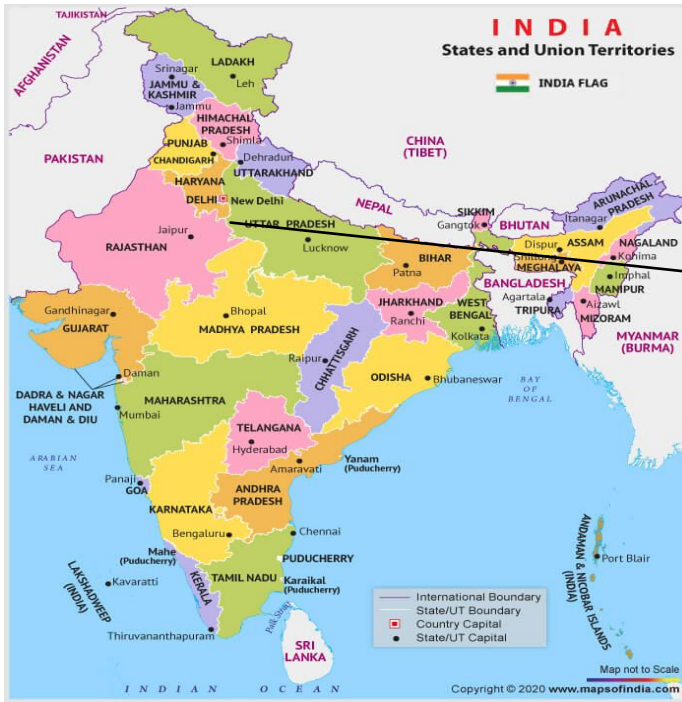 TAJIKISTAN
AFGHANISTAN
INDIA
States and Union Territories
INDIA FLAG
LADAKH
Srinagar
Leh
JAMMU &
KASHMIR
Jammu
HIMACHAL
PRADESH
Shimla
PUNJAB
CHANDIGARH
Dehradun
UTTARAKHAND
PAKISTAN
CHINA
(TIBET)
HARYANA
DELHI
New Delhi
NEPAL
SIKKIM
Gangtok
BHUTAN
ARUNACHAL
PRADESH
Itanagar
UTTAR PRADESH
Jaipur
RAJASTHAN
Lucknow
BIHAR
Patna
Dispur
ASSAM
NAGALAND
Kohima
Shillong
MEGHALAYA
Imphal
MANIPUR
BANGLADESH
Agartala
TRIPURA
Aizawl
MIZORAM
MYANMAR
(BURMA)
Gandhinagar
GUJARAT
Bhopal
MADHYA PRADESH
JHARKHAND
Ranchi
WEST
BENGAL
Kolkata
CHHATTISGARH
Raipur
ODISHA
Bhubaneswar
BAY
OF
BENGAL
Daman
DADRA & NAGAR
HAVELI AND
DAMAN & DIU
Mumbai
MAHARASHTRA
TELANGANA
Hyderabad
ARABIAN
SEA
Amaravati
Yanam
(Puducherry)
Panaji
GOA
KARNATAKA
ANDHRA
PRADESH
Bengaluru
Chennai
Mahe
(Puducherry)
PUDUCHERRY
LAKSHADWEEP
(INDIA)
Kavaratti
KERALA
TAMIL NADU
Karaikal
(Puducherry)
Thiruvananthapuram
Palk Strait
SRI
LANKA
ANDAMAN & NICOBAR ISLANDS
(INDIA)
Port Blair
International Boundary
State/UT Boundary
Country Capital
State/UT Capital
Map not to Scale
INDIAN OCEAN
Copyright © 2020 www.mapsofindia.com